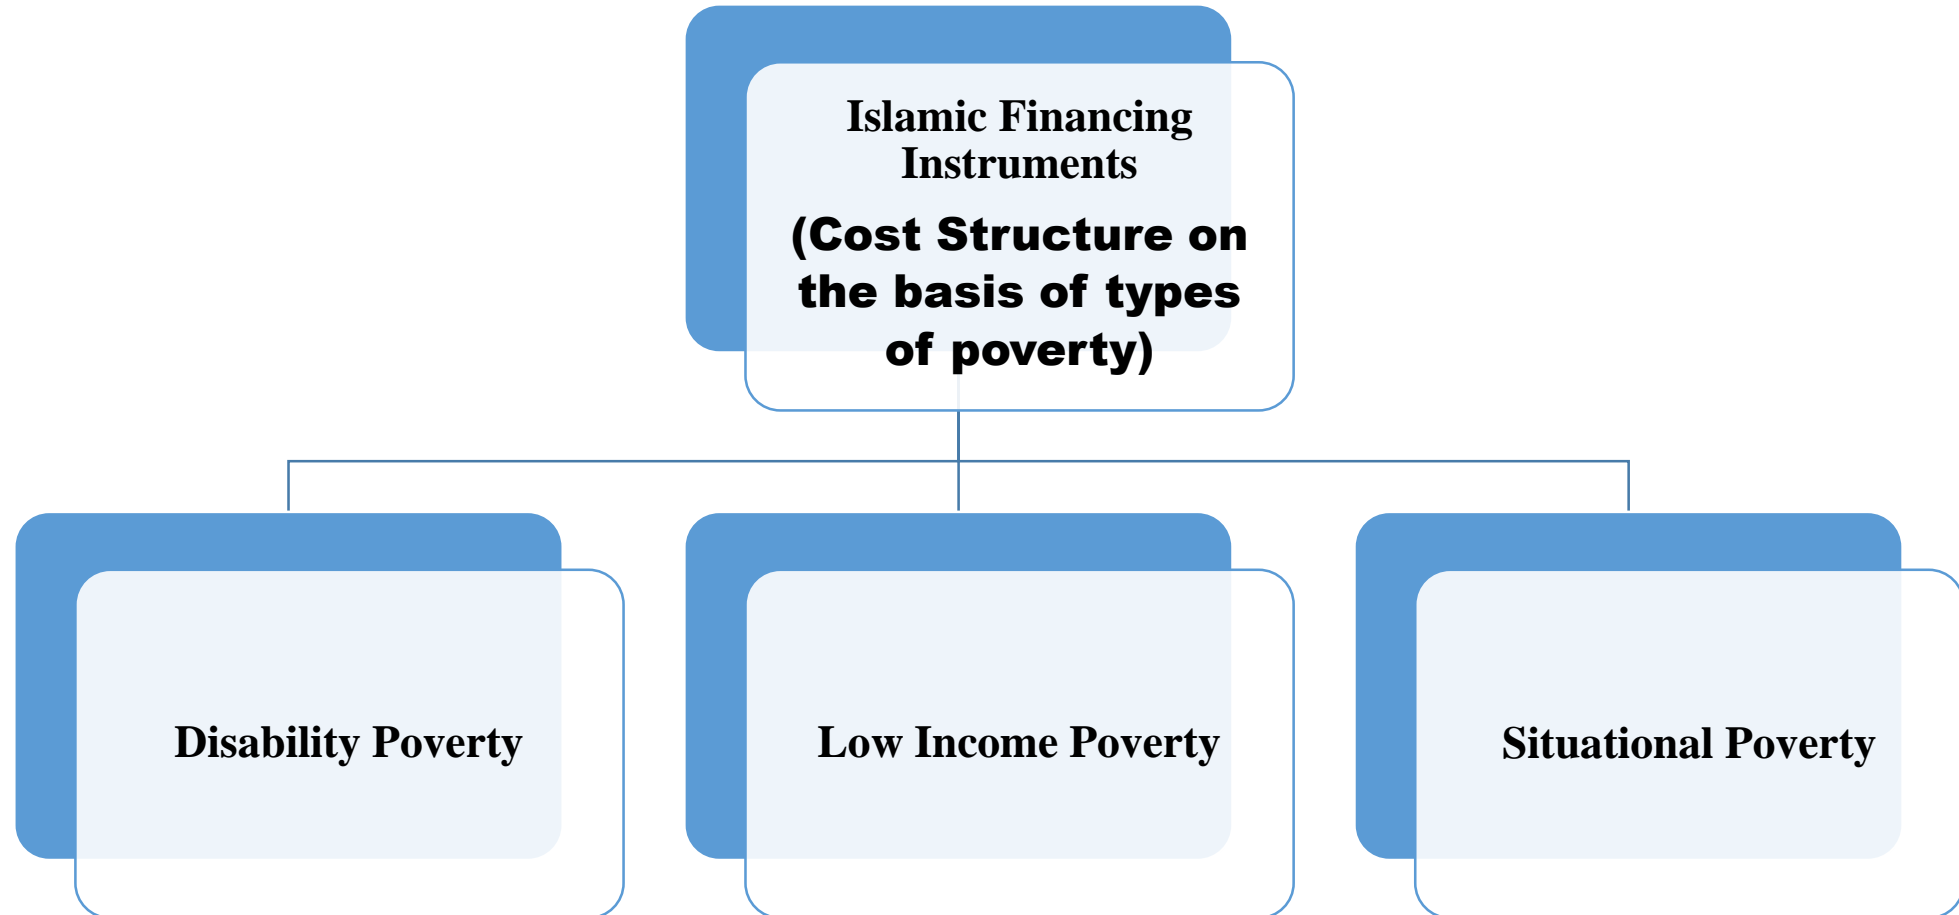 Islamic Financing
Instruments
(Cost Structure on
the basis of types
of poverty)
Disability Poverty
Low Income Poverty
Situational Poverty